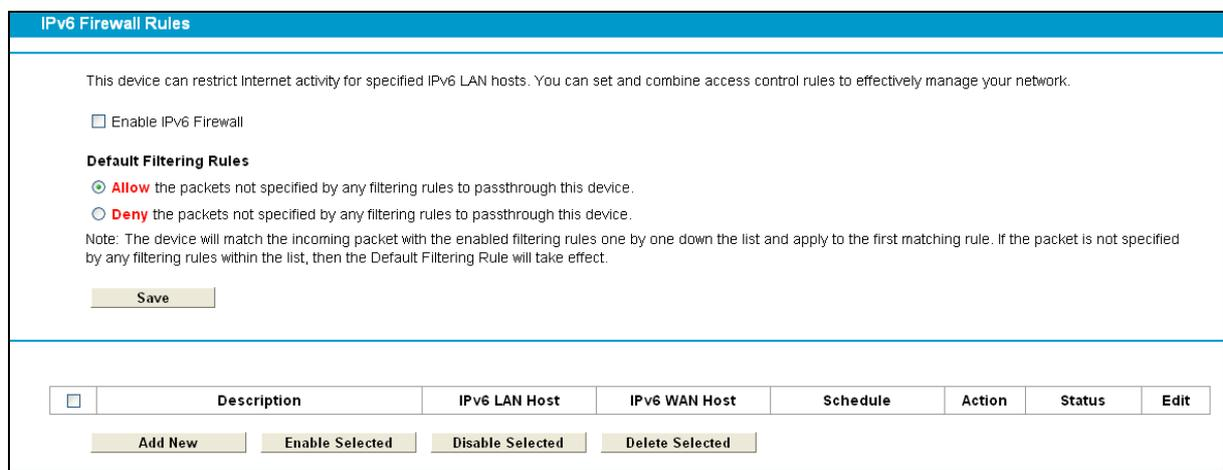 IPv6 Firewall Rules
This device can restrict Internet activity for specified IPv6 LAN hosts. You can set and combine access control rules to effectively manage your network.
Enable IPv6 Firewall
Default Filtering Rules
Allow the packets not specified by any filtering rules to passthrough this device.
Deny the packets not specified by any filtering rules to passthrough this device.
Note: The device will match the incoming packet with the enabled filtering rules one by one down the list and apply to the first matching rule. If the packet is not specified
by any filtering rules within the list, then the Default Filtering Rule will take effect.
Save
Description IPv6 LAN Host IPv6 WAN Host Schedule Action Status Edit
Add New Enable Selected Disable Selected Delete Selected